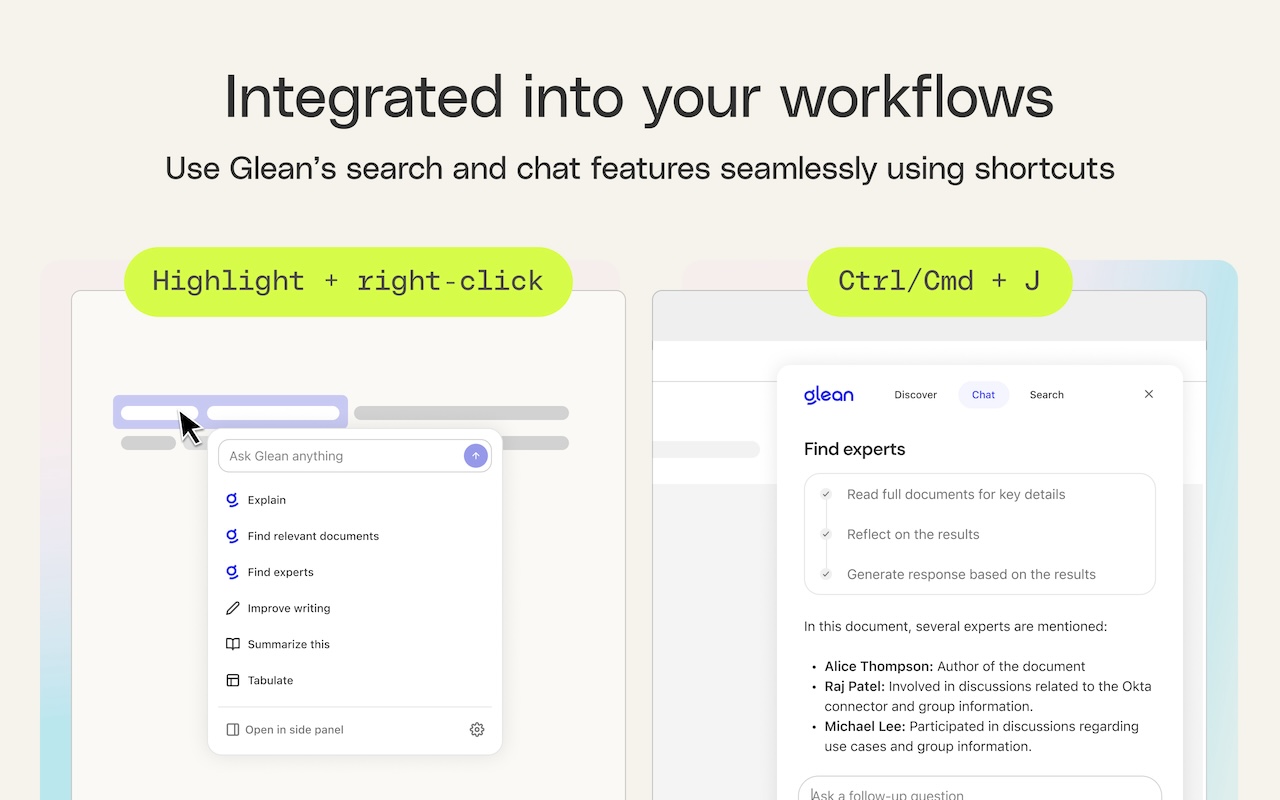 Integrated into your workflows
Use Glean’s search and chat features seamlessly using shortcuts
Highlight + right-click
Ask Glean anything
Explain
Find relevant documents
Find experts
Improve writing
Summarize this
Tabulate
Open in side panel
Ctrl/Cmd + J
glean
Discover
Chat
Search
Find experts
Read full documents for key details
Reflect on the results
Generate response based on the results
In this document, several experts are mentioned:
• Alice Thompson: Author of the document
• Raj Patel: Involved in discussions related to the Okta
connector and group information.
• Michael Lee: Participated in discussions regarding
use cases and group information.
Ask a follow-up question